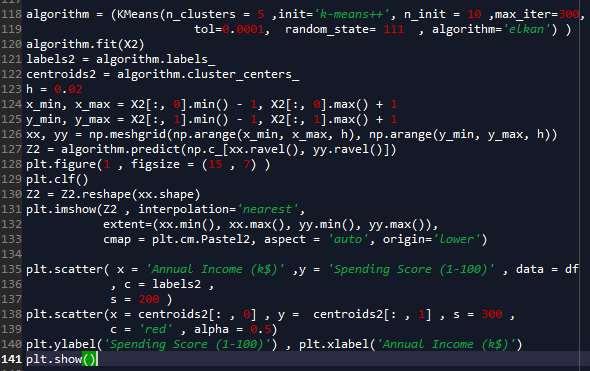 117
118 algorithm = (KMeans(n_clusters = 5 ,init='k-means++', n_init = 10 ,max_iter=300,
119 tol=0.0001, random_state= 111 , algorithm='elkan') )
120 algorithm.fit(X2)
121 labels2 = algorithm.labels_
122 centroids2 = algorithm.cluster_centers_
123 h = 0.02
124 x_min, x_max = X2[:, 0].min() - 1, X2[:, 0].max() + 1
125 y_min, y_max = X2[:, 1].min() - 1, X2[:, 1].max() + 1
126 xx, yy = np.meshgrid(np.arange(x_min, x_max, h), np.arange(y_min, y_max, h))
127 Z2 = algorithm.predict(np.c_[xx.ravel(), yy.ravel()])
128 plt.figure(1 , figsize = (15 , 7) )
129 plt.clf()
130 Z2 = Z2.reshape(xx.shape)
131 plt.imshow(Z2 , interpolation='nearest',
132 extent=(xx.min(), xx.max(), yy.min(), yy.max()),
133 cmap = plt.cm.Pastel2, aspect = 'auto', origin='lower')
134
135 plt.scatter( x = 'Annual Income (k$)' ,y = 'Spending Score (1-100)' , data = df
136 , c = labels2 ,
137 s = 200 )
138 plt.scatter(x = centroids2[: , 0] , y = centroids2[: , 1] , s = 300 ,
139 c = 'red' , alpha = 0.5)
140 plt.ylabel('Spending Score (1-100)') , plt.xlabel('Annual Income (k$)')
141 plt.show()